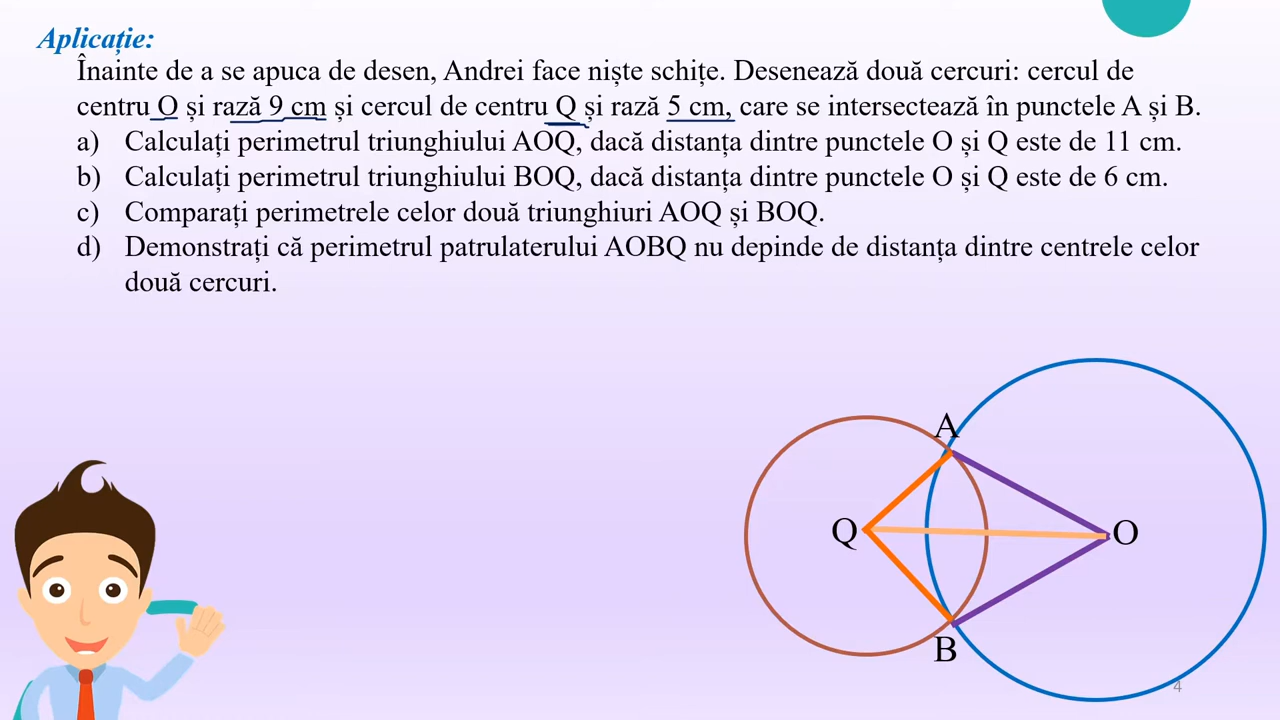 Aplicație:
Înainte de a se apuca de desen, Andrei face niște schițe. Desenează două cercuri: cercul de
centru O și rază 9 cm și cercul de centru Q și rază 5 cm, care se intersectează în punctele A și B.
a) Calculați perimetrul triunghiului AOQ, dacă distanța dintre punctele O și Q este de 11 cm.
b) Calculați perimetrul triunghiului BOQ, dacă distanța dintre punctele O și Q este de 6 cm.
c) Comparați perimetrele celor două triunghiuri AOQ și BOQ.
d) Demonstrați că perimetrul patrulaterului AOBQ nu depinde de distanța dintre centrele celor
două cercuri.
A
Q
O
B
4